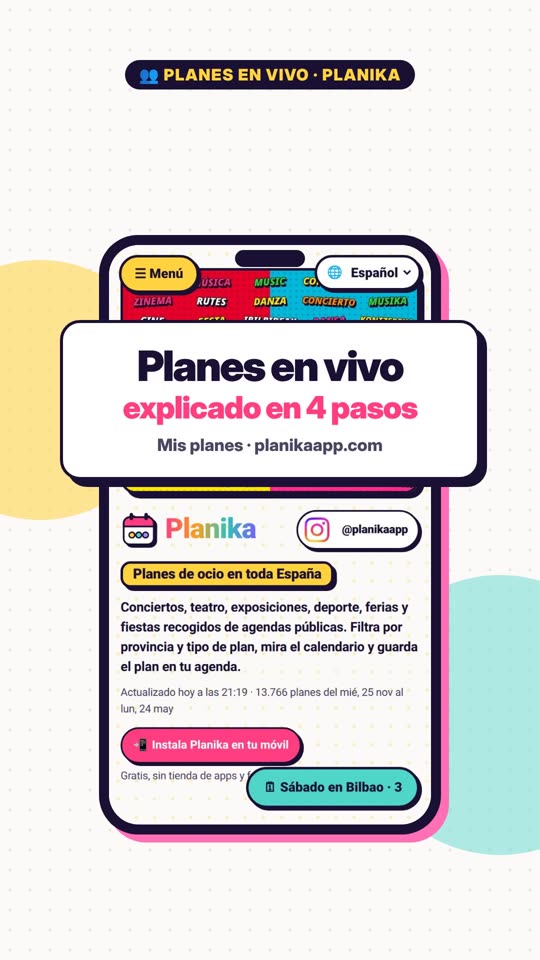 👥 PLANES EN VIVO · PLANIKA
☰ Menú
🌐 Español
MUSIC
ZINEMA RUTES DANZA CONCIERTO MUSIKA
Planes en vivo
explicado en 4 pasos
Mis planes · planikaapp.com
Planika
@planikaapp
Planes de ocio en toda España
Conciertos, teatro, exposiciones, deporte, ferias y
fiestas recogidos de agendas públicas. Filtra por
provincia y tipo de plan, mira el calendario y guarda
el plan en tu agenda.
Actualizado hoy a las 21:19 · 13.766 planes del mié, 25 nov al
lun, 24 may
📲 Instala Planika en tu móvil
Gratis, sin tienda de apps y
🗓 Sábado en Bilbao · 3